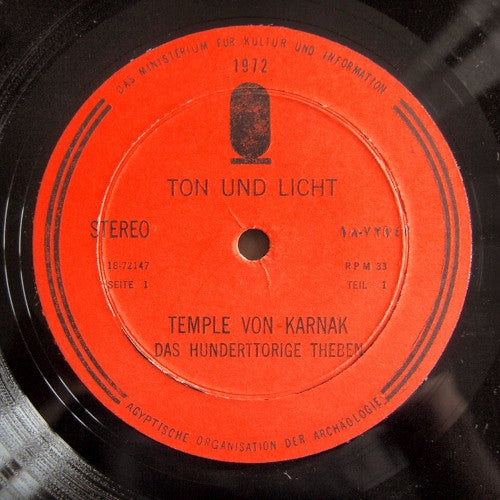 DAS MINISTERIUM FÜR KULTUR UND INFORMATION
1972
TON UND LICHT
STEREO
18-72147
RPM 33
SEITE 1
TEIL 1
TEMPLE VON KARNAK
DAS HUNDERTTORIGE THEBEN
ÄGYPTISCHE ORGANISATION DER ARCHÄOLOGIE